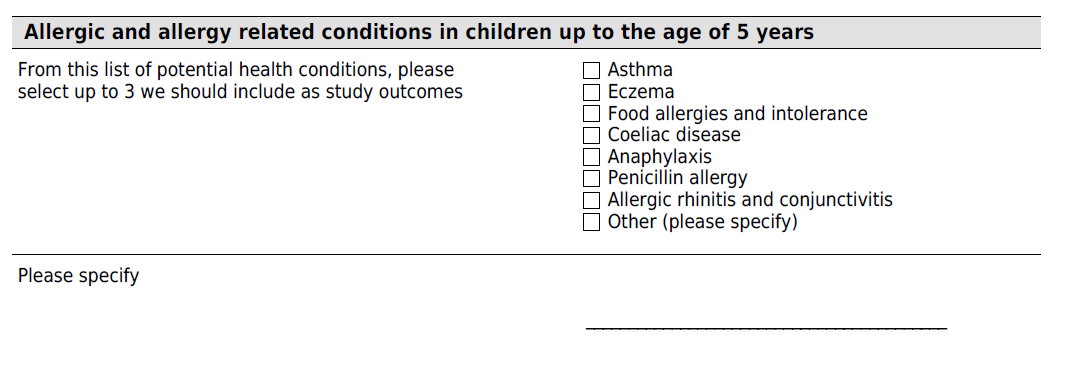 Allergic and allergy related conditions in children up to the age of 5 years
From this list of potential health conditions, please
select up to 3 we should include as study outcomes
Asthma
Eczema
Food allergies and intolerance
Coeliac disease
Anaphylaxis
Penicillin allergy
Allergic rhinitis and conjunctivitis
Other (please specify)
Please specify